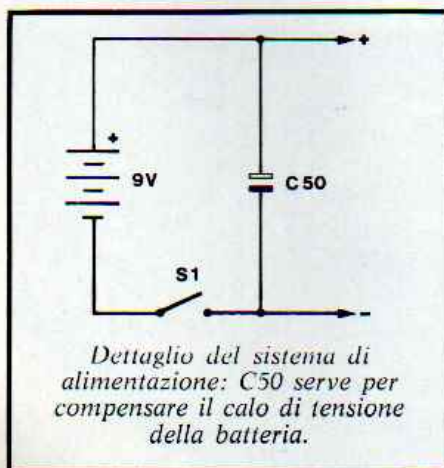 +
+
9V
C50
S1
-
Dettaglio del sistema di
alimentazione: C50 serve per
compensare il calo di tensione
della batteria.